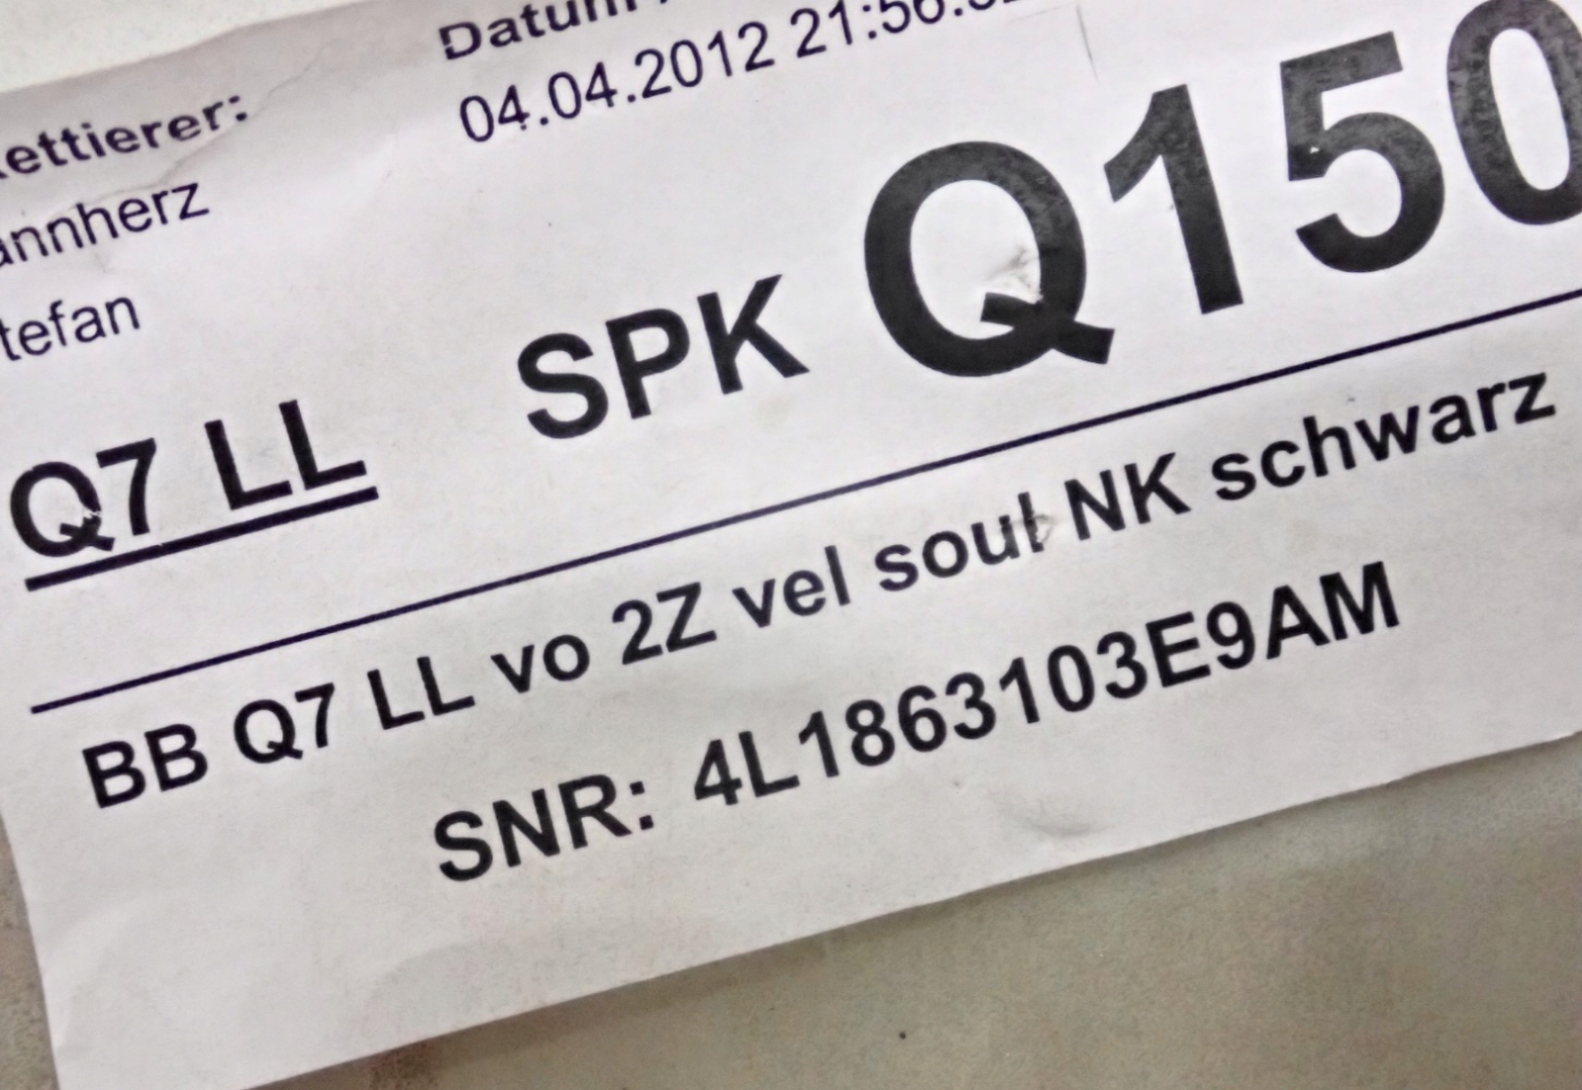 ettierer:
annherz
tefan
Datum
04.04.2012 21:56:
Q7 LL SPK Q150
BB Q7 LL vo 2Z vel soul NK schwarz
SNR: 4L1863103E9AM